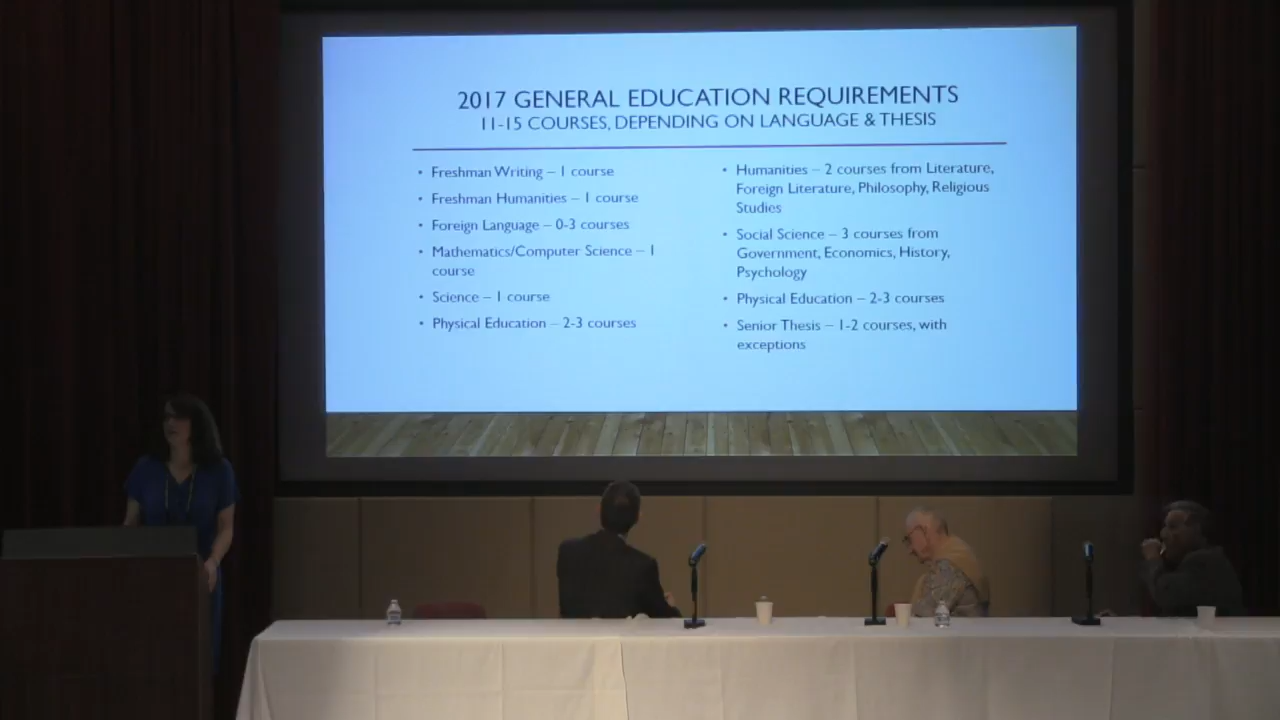 2017 GENERAL EDUCATION REQUIREMENTS
11-15 COURSES, DEPENDING ON LANGUAGE & THESIS
• Freshman Writing – 1 course
• Freshman Humanities – 1 course
• Foreign Language – 0-3 courses
• Mathematics/Computer Science – 1
course
• Science – 1 course
• Physical Education – 2-3 courses
• Humanities – 2 courses from Literature,
Foreign Literature, Philosophy, Religious
Studies
• Social Science – 3 courses from
Government, Economics, History,
Psychology
• Physical Education – 2-3 courses
• Senior Thesis – 1-2 courses, with
exceptions